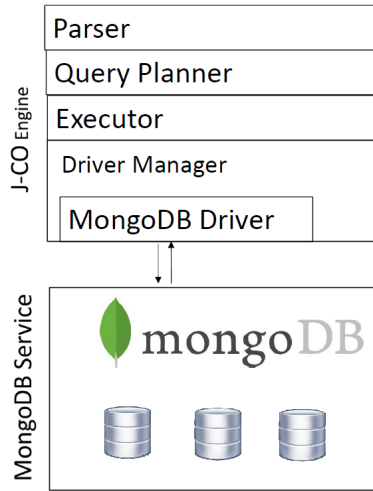 J-CO Engine
Parser
Query Planner
Executor
Driver Manager
MongoDB Driver
MongoDB Service
mongoDB